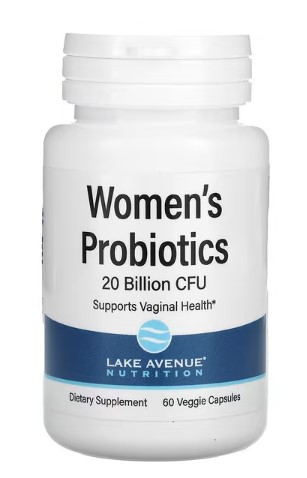 Women's
Probiotics
20 Billion CFU
Supports Vaginal Health*
LAKE AVENUE®
NUTRITION
Dietary Supplement 60 Veggie Capsules